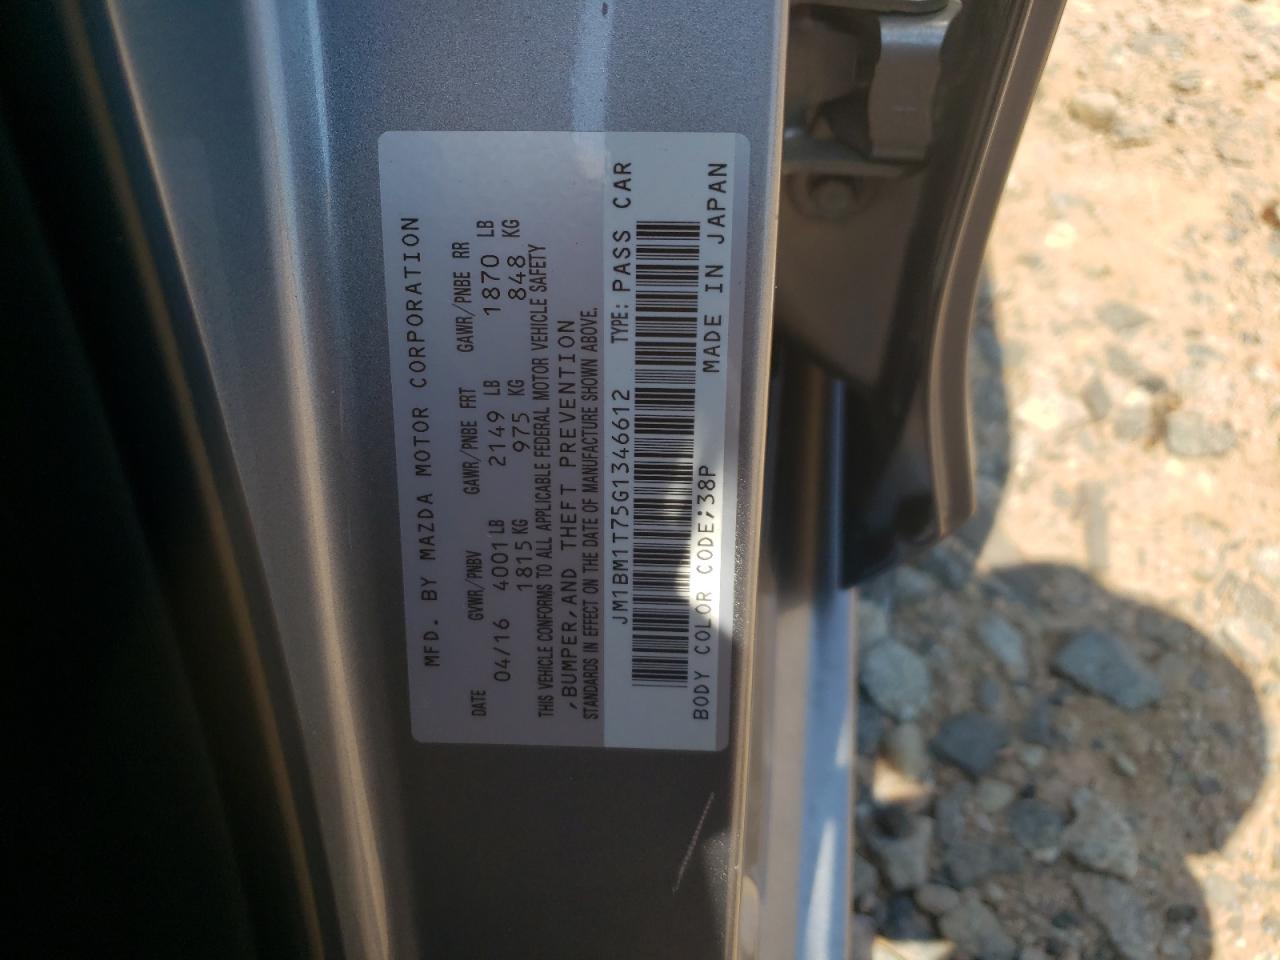 MFD. BY MAZDA MOTOR CORPORATION
DATE GVWR/PNBV GAWR/PNBE FRT GAWR/PNBE RR
04/16 4001 LB 2149 LB 1870 LB
1815 KG 975 KG 848 KG
THIS VEHICLE CONFORMS TO ALL APPLICABLE FEDERAL MOTOR VEHICLE SAFETY
,BUMPER,AND THEFT PREVENTION
STANDARDS IN EFFECT ON THE DATE OF MANUFACTURE SHOWN ABOVE.
JM1BM1T75G1346612 TYPE: PASS CAR
BODY COLOR CODE;38P MADE IN JAPAN